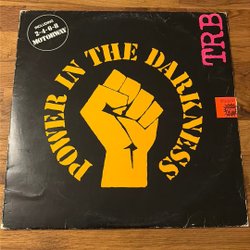 INCLUDING
2-4-6-8
MOTORWAY
POWER IN THE DARKNESS
TRB